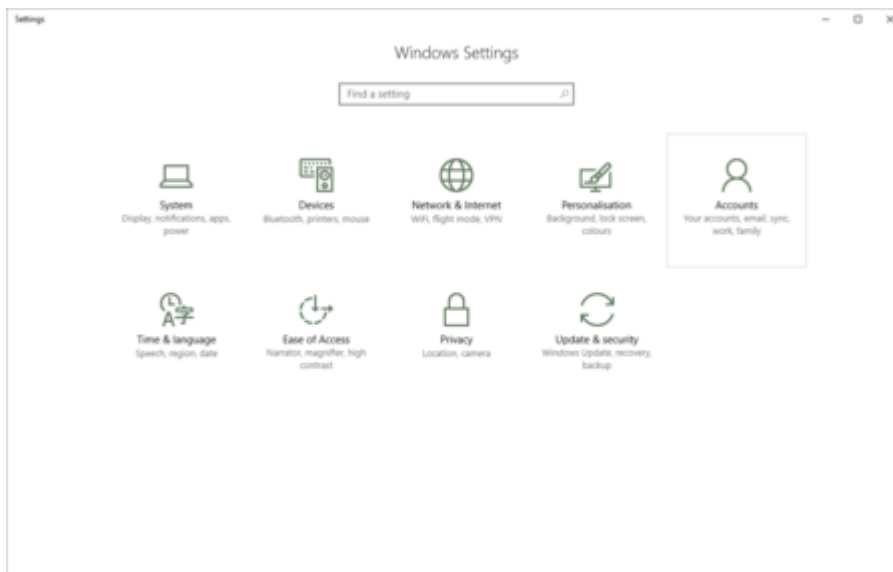 Settings
Windows Settings
Find a setting
System
Display, notifications, apps,
power
Devices
Bluetooth, printers, mouse
Network & Internet
WiFi, flight mode, VPN
Personalisation
Background, lock screen,
colours
Accounts
Your accounts, email, sync,
work, family
A字
Time & language
Speech, region, date
Ease of Access
Narrator, magnifier, high
contrast
Privacy
Location, camera
Update & security
Windows Update, recovery,
backup